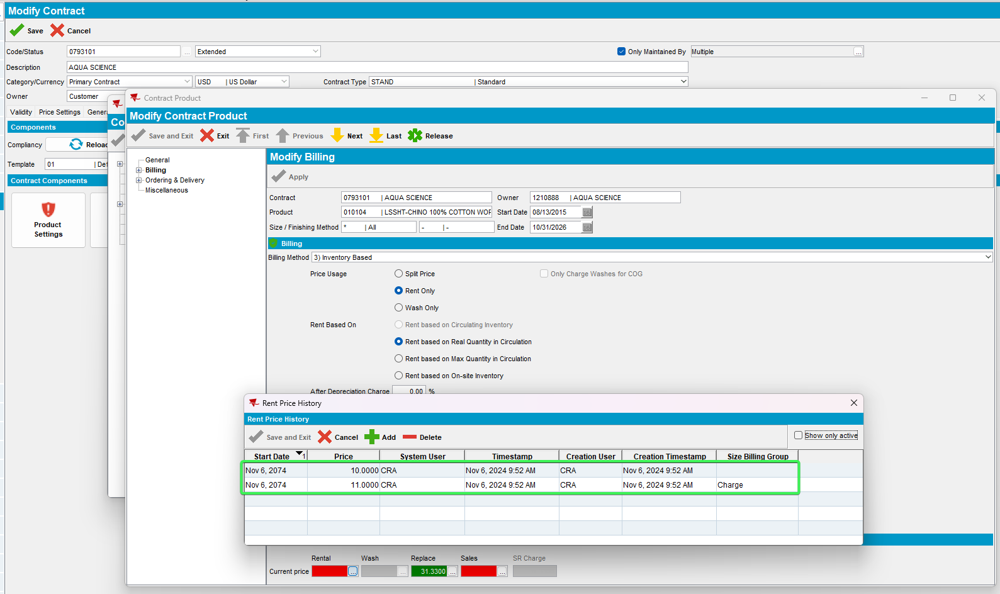 Modify Contract
Save Cancel
Code/Status 0793101 ... Extended Only Maintained By Multiple ...
Description AQUA SCIENCE
Category/Currency Primary Contract USD | US Dollar Contract Type STAND | Standard
Owner Customer
Contract Product
Validity Price Settings
Modify Contract Product
Components
Save and Exit Exit First Previous Next Last Release
Compliancy
Template 01
Contract Components
Product
Settings
General
Billing
Ordering & Delivery
Miscellaneous
Modify Billing
Apply
Contract 0793101 | AQUA SCIENCE Owner 1210888 | AQUA SCIENCE
Product 010104 | LSSHT-CHINO 100% COTTON WOR Start Date 08/13/2015 16
Size / Finishing Method * | All - | - End Date 10/31/2026 16
Billing
Billing Method 3) Inventory Based
Price Usage Split Price Only Charge Washes for COG
Rent Only
Wash Only
Rent Based On Rent based on Circulating Inventory
Rent based on Real Quantity in Circulation
Rent based on Max Quantity in Circulation
Rent based on On-site Inventory
After Depreciation Charge 0.00 %
Rent Price History
Rent Price History
Save and Exit Cancel Add Delete Show only active
Start Date 1 Price System User Timestamp Creation User Creation Timestamp Size Billing Group
Nov 6, 2074 10.0000 CRA Nov 6, 2024 9:52 AM CRA Nov 6, 2024 9:52 AM
Nov 6, 2074 11.0000 CRA Nov 6, 2024 9:52 AM CRA Nov 6, 2024 9:52 AM Charge
Rental Wash Replace Sales SR Charge
Current price ... ... 31.3300 ... ...